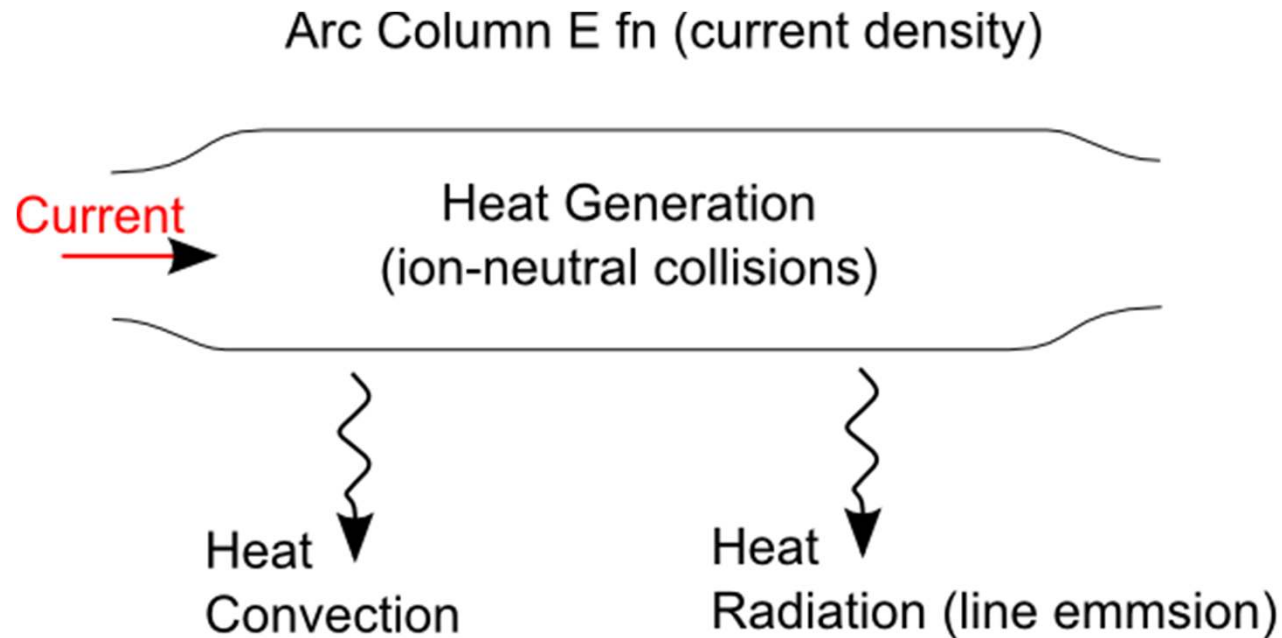 Arc Column E fn (current density)
Current
Heat Generation
(ion-neutral collisions)
Heat
Convection
Heat
Radiation (line emmsion)